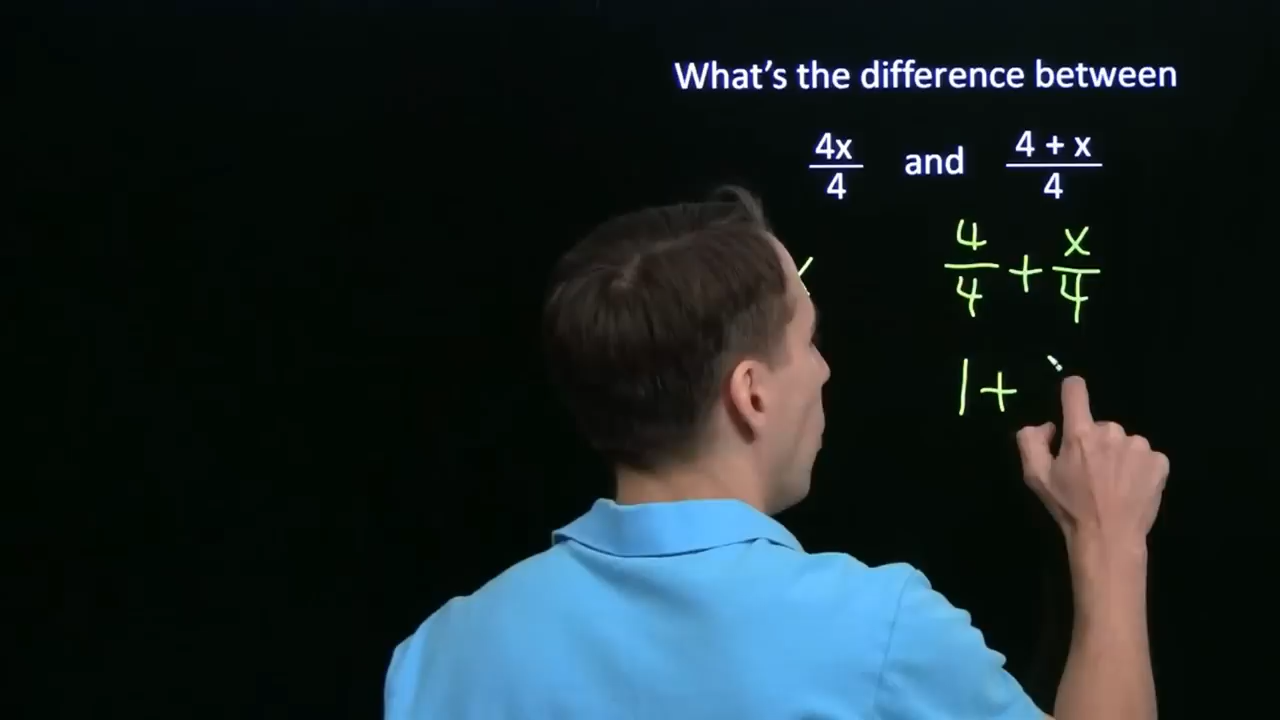 What's the difference between
4x/4 and 4 + x/4
4/4 + x/4
1 +